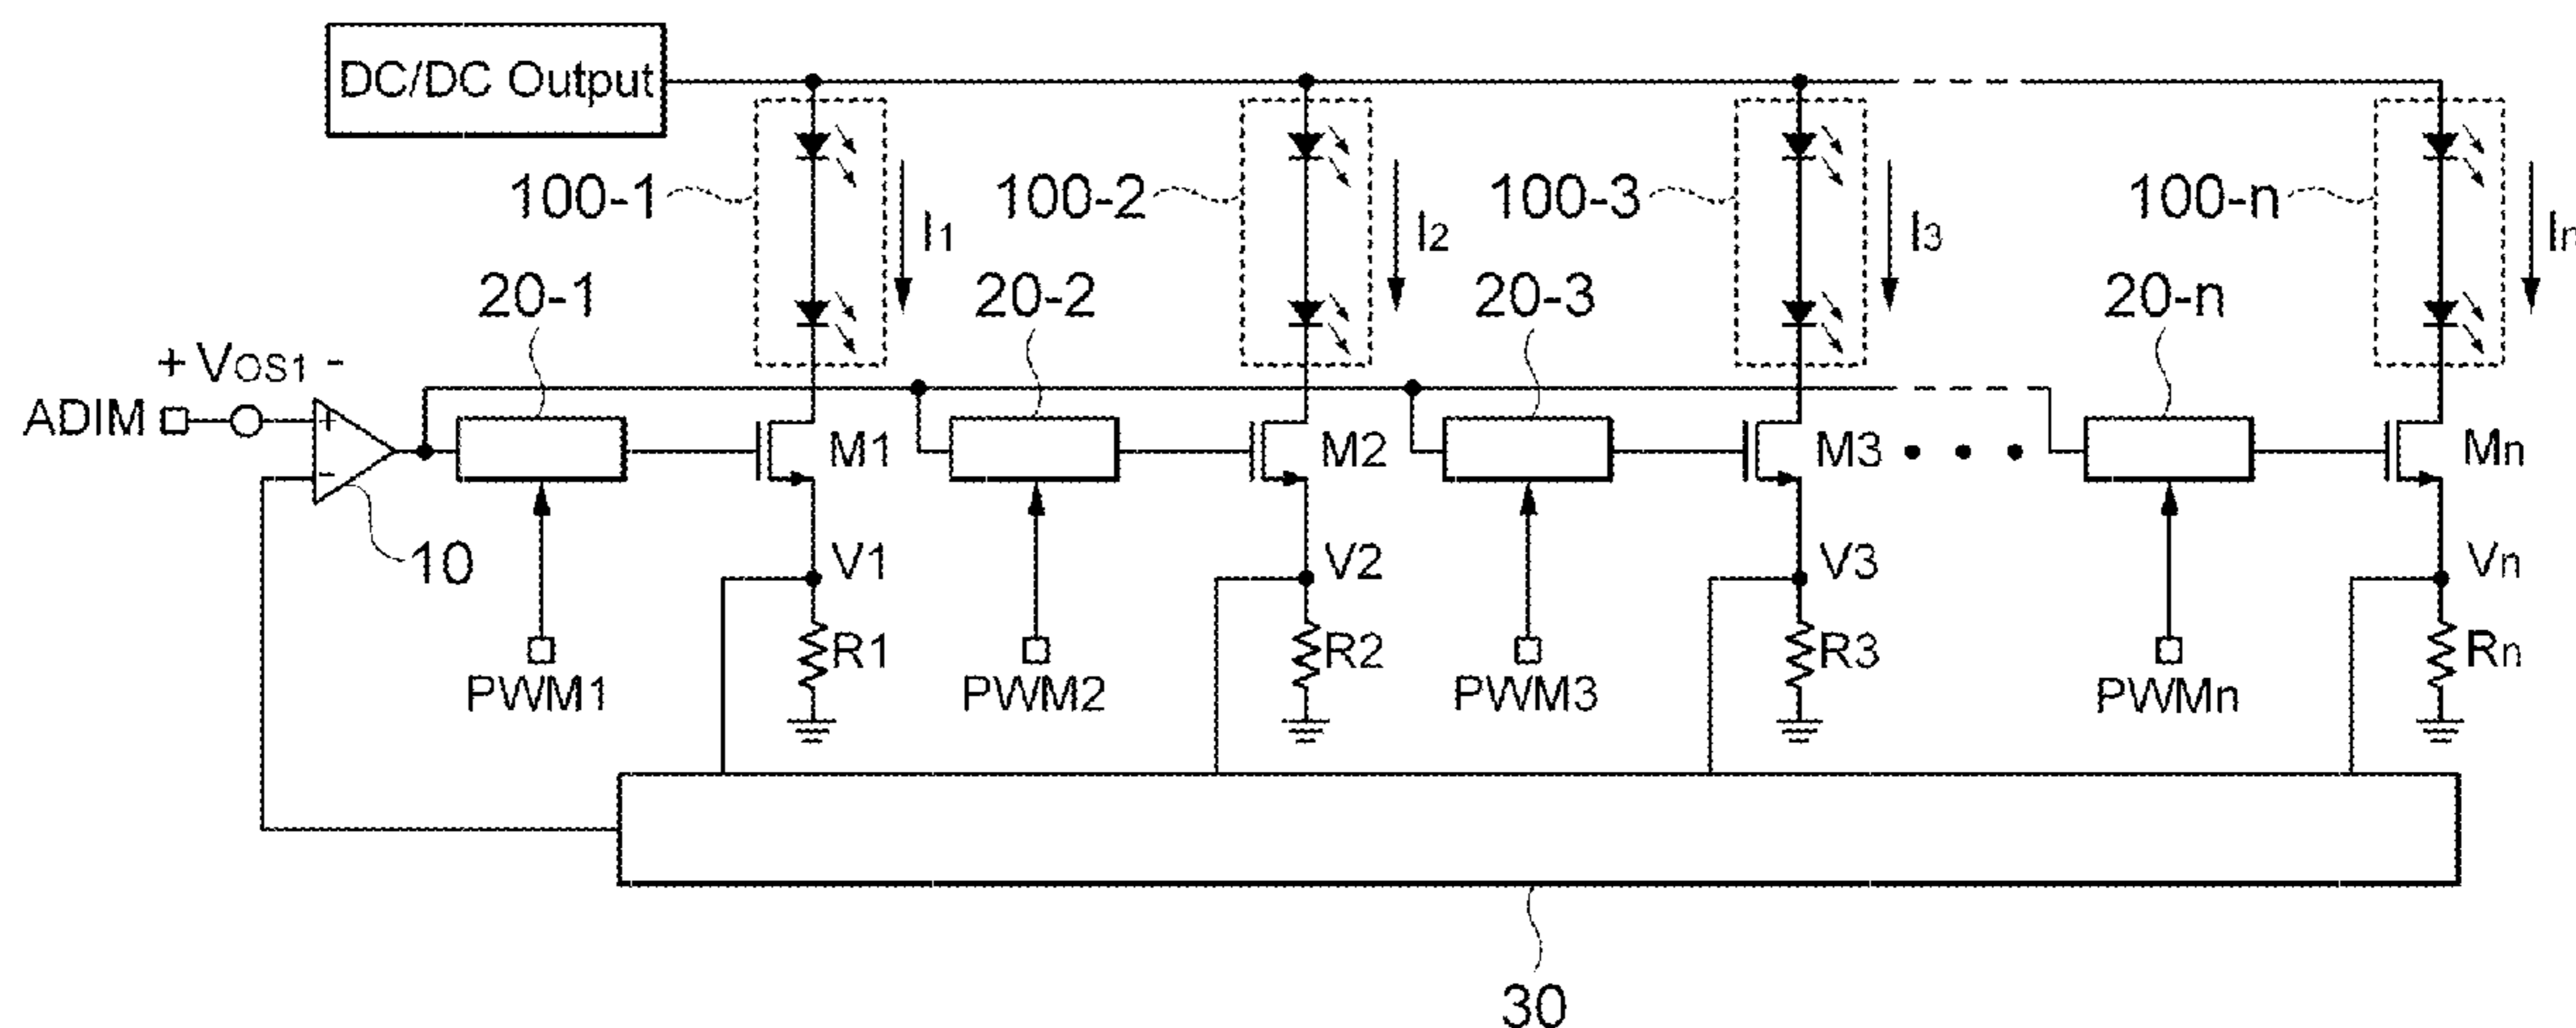 DC/DC Output
100-1
100-2
100-3
100-n
I1
I2
I3
In
20-1
20-2
20-3
20-n
+ VOS1 -
ADIM
+
-
10
M1
M2
M3
Mn
V1
V2
V3
Vn
R1
R2
R3
Rn
PWM1
PWM2
PWM3
PWMn
30